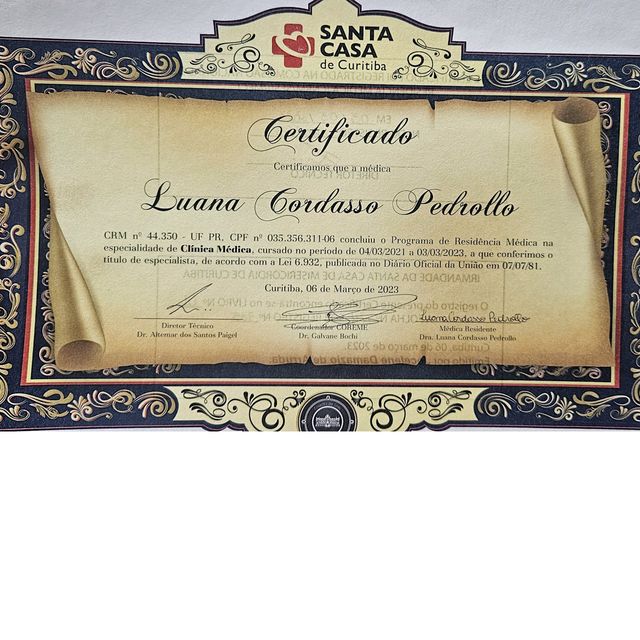 SANTA
CASA
de Curitiba
Certificado
Certificamos que a médica
Luana Cordasso Pedrollo
CRM nº 44.350 - UF PR, CPF nº 035.356.311-06 concluiu o Programa de Residência Médica na
especialidade de Clínica Médica, cursado no período de 04/03/2021 a 03/03/2023, a que conferimos o
título de especialista, de acordo com a Lei 6.932, publicada no Diário Oficial da União em 07/07/81.
Curitiba, 06 de Março de 2023
Luana Cordasso Pedrollo
Diretor Técnico
Dr. Altemar dos Santos Paigel
Coordenador COREME
Dr. Galvane Bochi
Médica Residente
Dra. Luana Cordasso Pedrollo